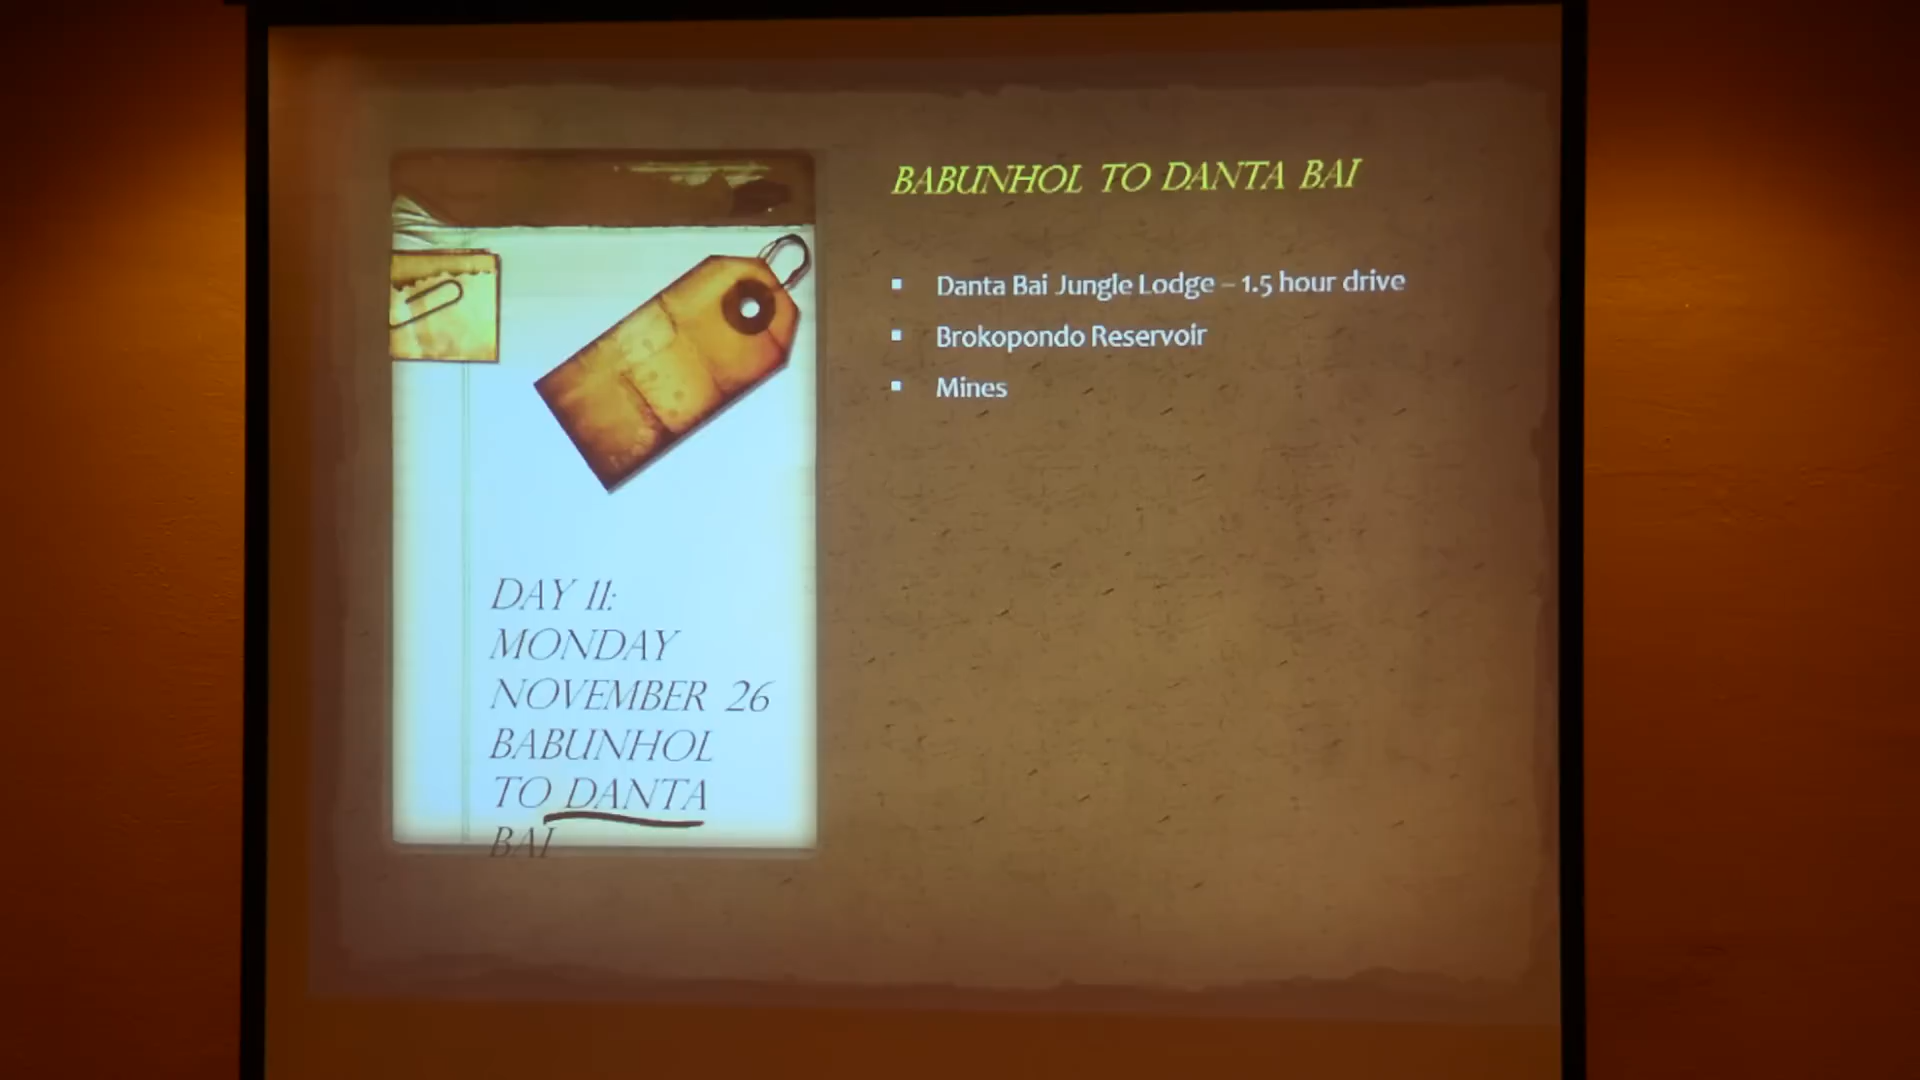 BABUNHOL TO DANTA BAI
Danta Bai Jungle Lodge – 1.5 hour drive
Brokopondo Reservoir
Mines
DAY 11:
MONDAY
NOVEMBER 26
BABUNHOL
TO DANTA
BAI